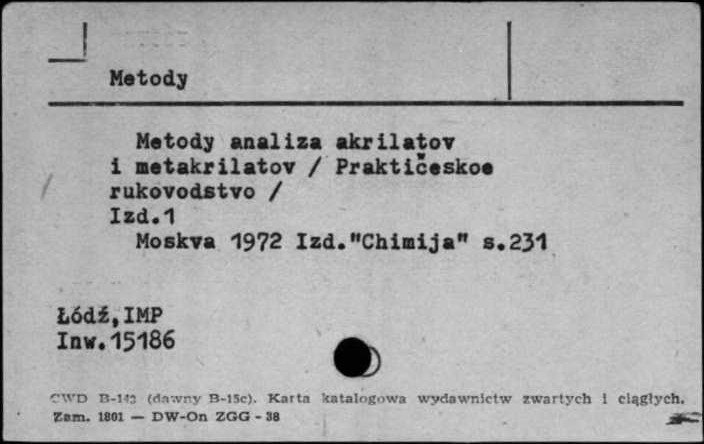 Metody
Metody analiza akrilatov
i metakrilatov / Praktičeskoe
rukovodstvo /
Izd.1
Moskva 1972 Izd."Chimija" s.231
Łódź,IMP
Inw.15186
CWD B-142 (dawny B-15c). Karta katalogowa wydawnictw zwartych i ciągłych.
Zam. 1801 — DW-On ZGG - 38